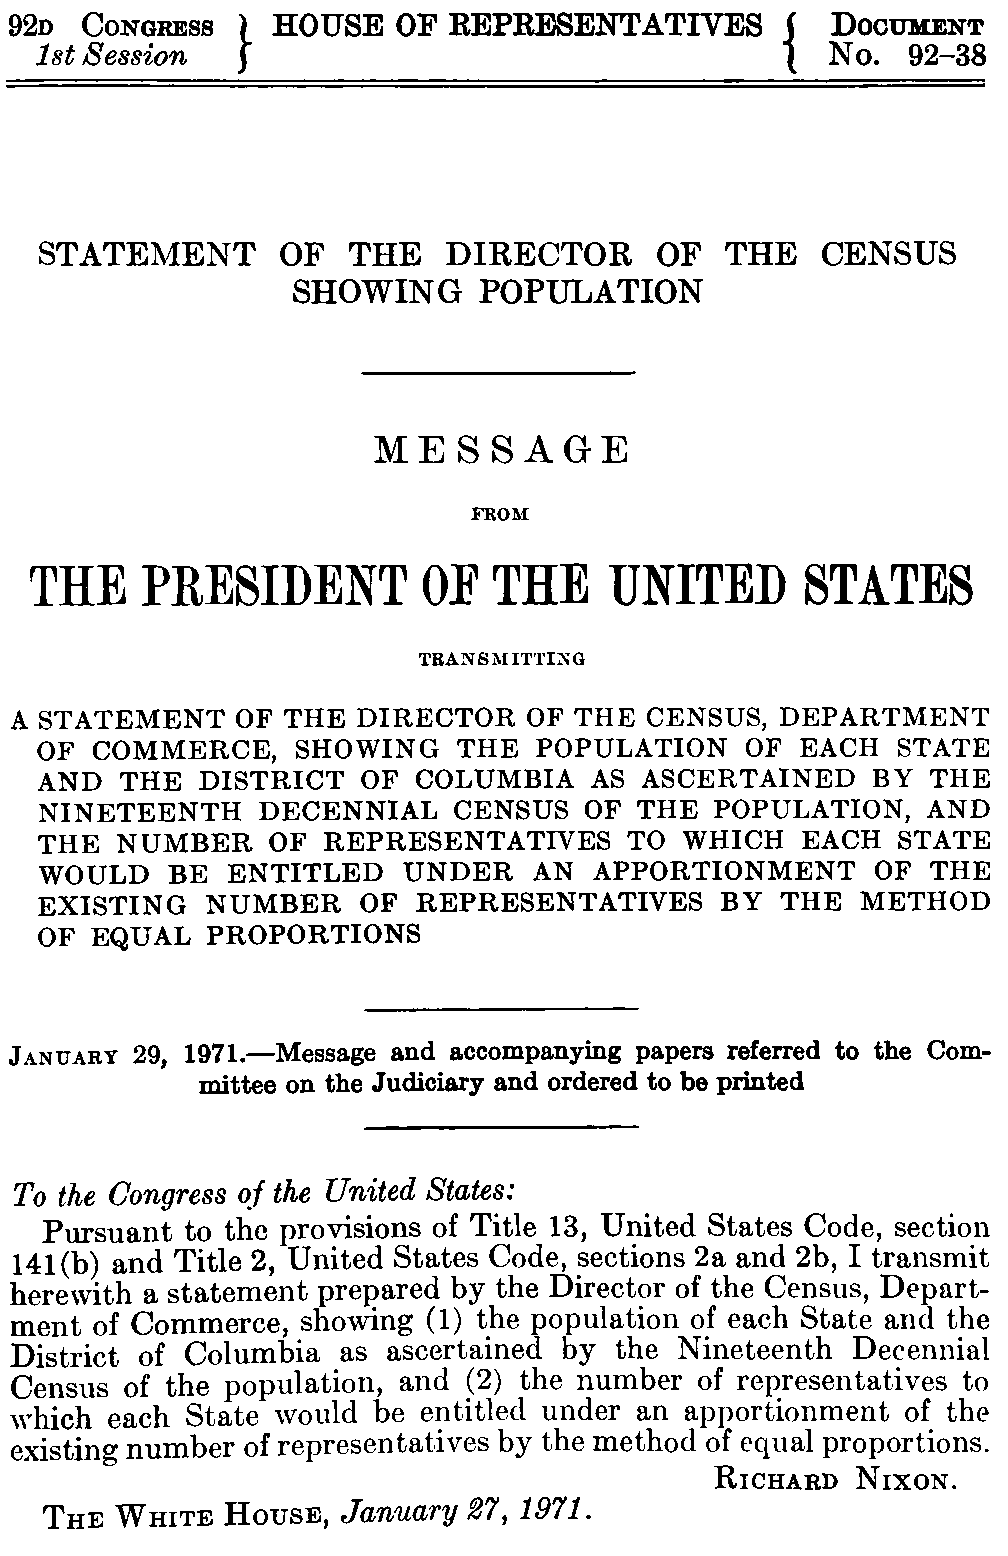 92D CONGRESS } HOUSE OF REPRESENTATIVES { DOCUMENT
1st Session } { No. 92–38
STATEMENT OF THE DIRECTOR OF THE CENSUS
SHOWING POPULATION
MESSAGE
FROM
THE PRESIDENT OF THE UNITED STATES
TRANSMITTING
A STATEMENT OF THE DIRECTOR OF THE CENSUS, DEPARTMENT
OF COMMERCE, SHOWING THE POPULATION OF EACH STATE
AND THE DISTRICT OF COLUMBIA AS ASCERTAINED BY THE
NINETEENTH DECENNIAL CENSUS OF THE POPULATION, AND
THE NUMBER OF REPRESENTATIVES TO WHICH EACH STATE
WOULD BE ENTITLED UNDER AN APPORTIONMENT OF THE
EXISTING NUMBER OF REPRESENTATIVES BY THE METHOD
OF EQUAL PROPORTIONS
JANUARY 29, 1971.—Message and accompanying papers referred to the Com-
mittee on the Judiciary and ordered to be printed
To the Congress of the United States:
Pursuant to the provisions of Title 13, United States Code, section
141(b) and Title 2, United States Code, sections 2a and 2b, I transmit
herewith a statement prepared by the Director of the Census, Depart-
ment of Commerce, showing (1) the population of each State and the
District of Columbia as ascertained by the Nineteenth Decennial
Census of the population, and (2) the number of representatives to
which each State would be entitled under an apportionment of the
existing number of representatives by the method of equal proportions.
RICHARD NIXON.
THE WHITE HOUSE, January 27, 1971.